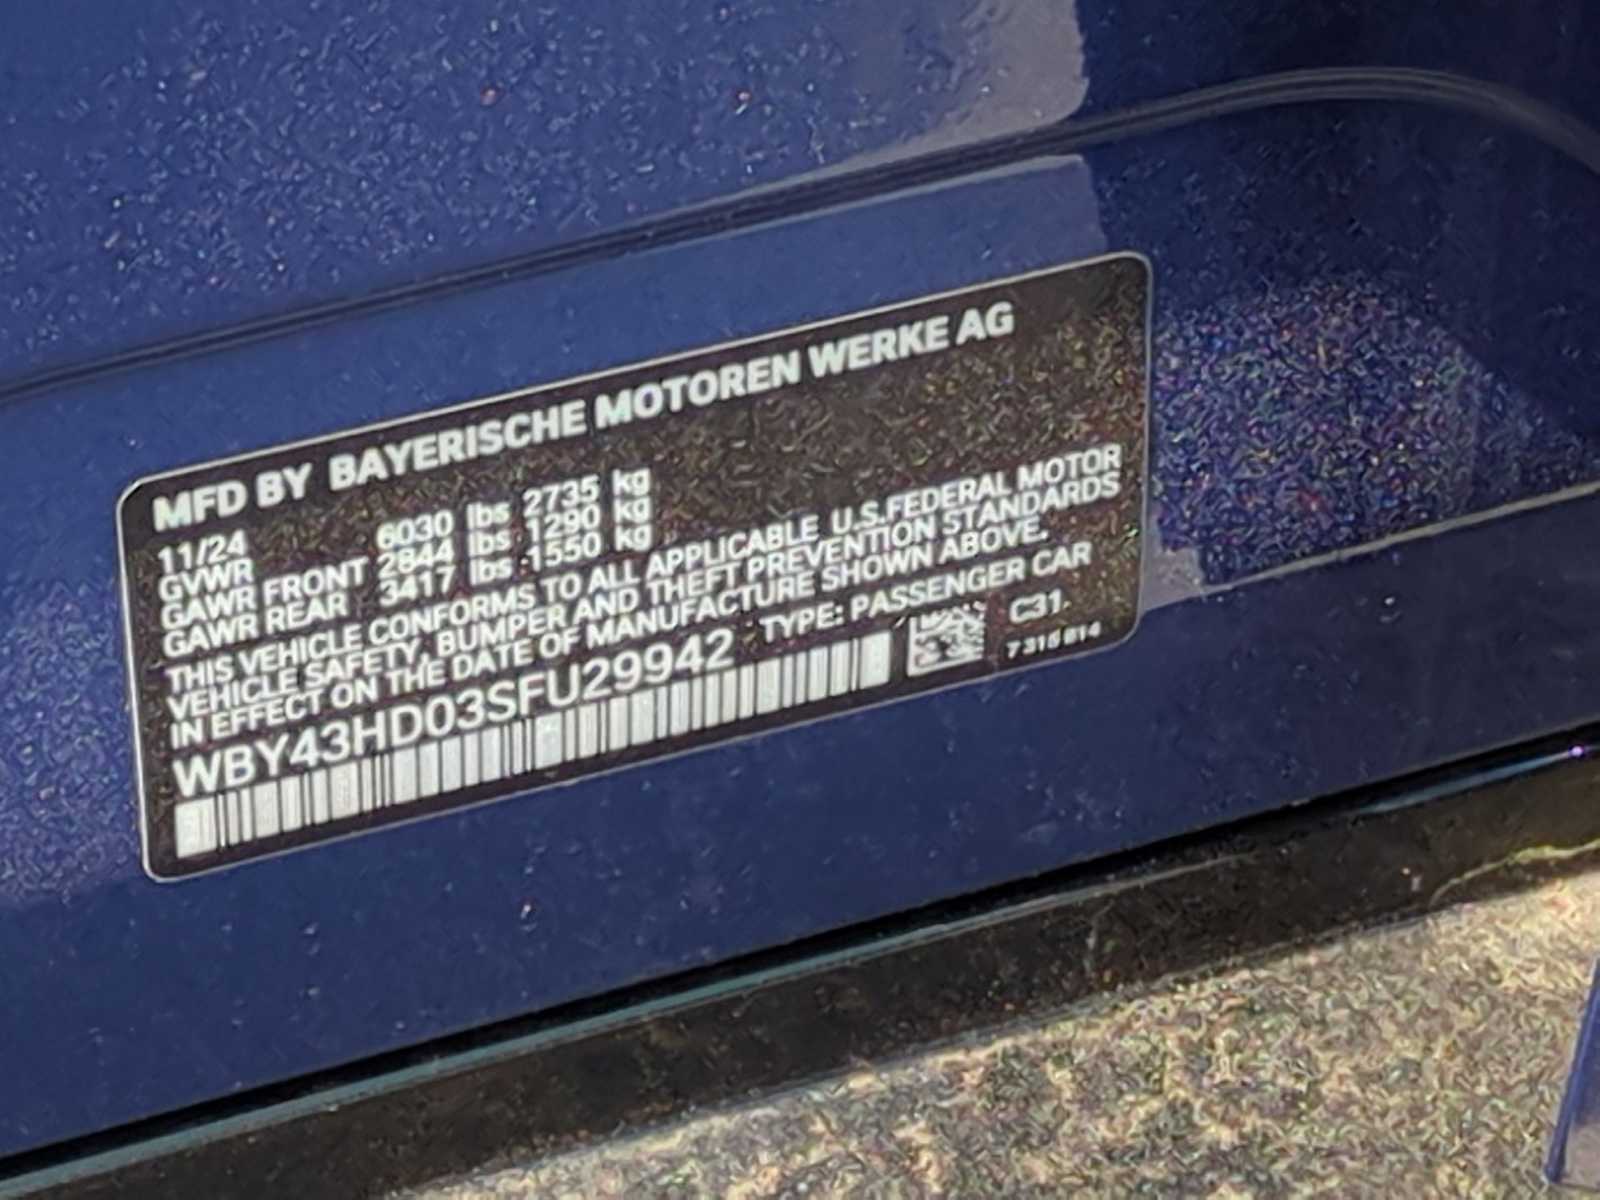 MFD BY BAYERISCHE MOTOREN WERKE AG
11/24
GVWR 6030 lbs 2735 kg
GAWR FRONT 2844 lbs 1290 kg
GAWR REAR 3417 lbs 1550 kg
THIS VEHICLE CONFORMS TO ALL APPLICABLE U.S.FEDERAL MOTOR
VEHICLE SAFETY, BUMPER AND THEFT PREVENTION STANDARDS
IN EFFECT ON THE DATE OF MANUFACTURE SHOWN ABOVE.
WBY43HD03SFU29942 TYPE: PASSENGER CAR
C31